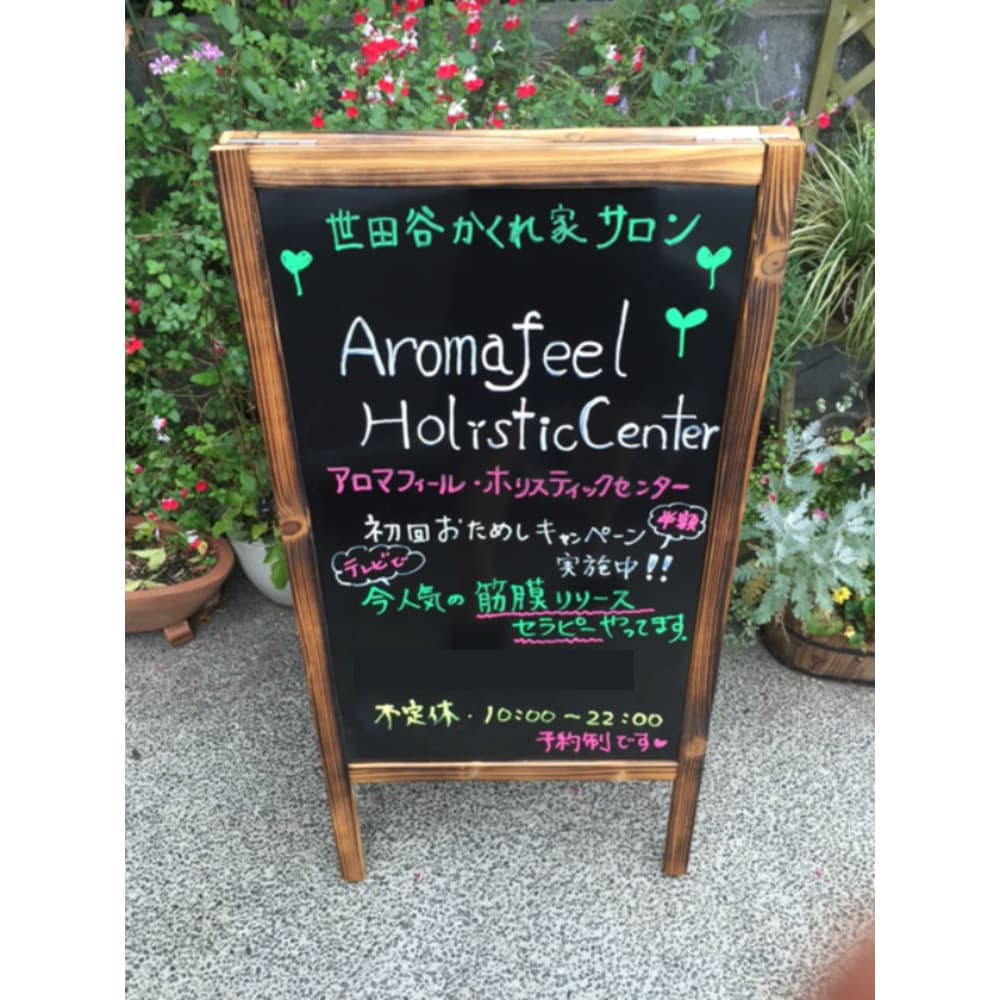 世田谷かくれ家サロン
Aromafeel
HolisticCenter
アロマフィール・ホリスティックセンター
初回おためしキャンペーン 半額
実施中!!
テレビで
今人気の筋膜リリース
セラピーやってます。
不定休・10:00〜22:00
予約制です♥